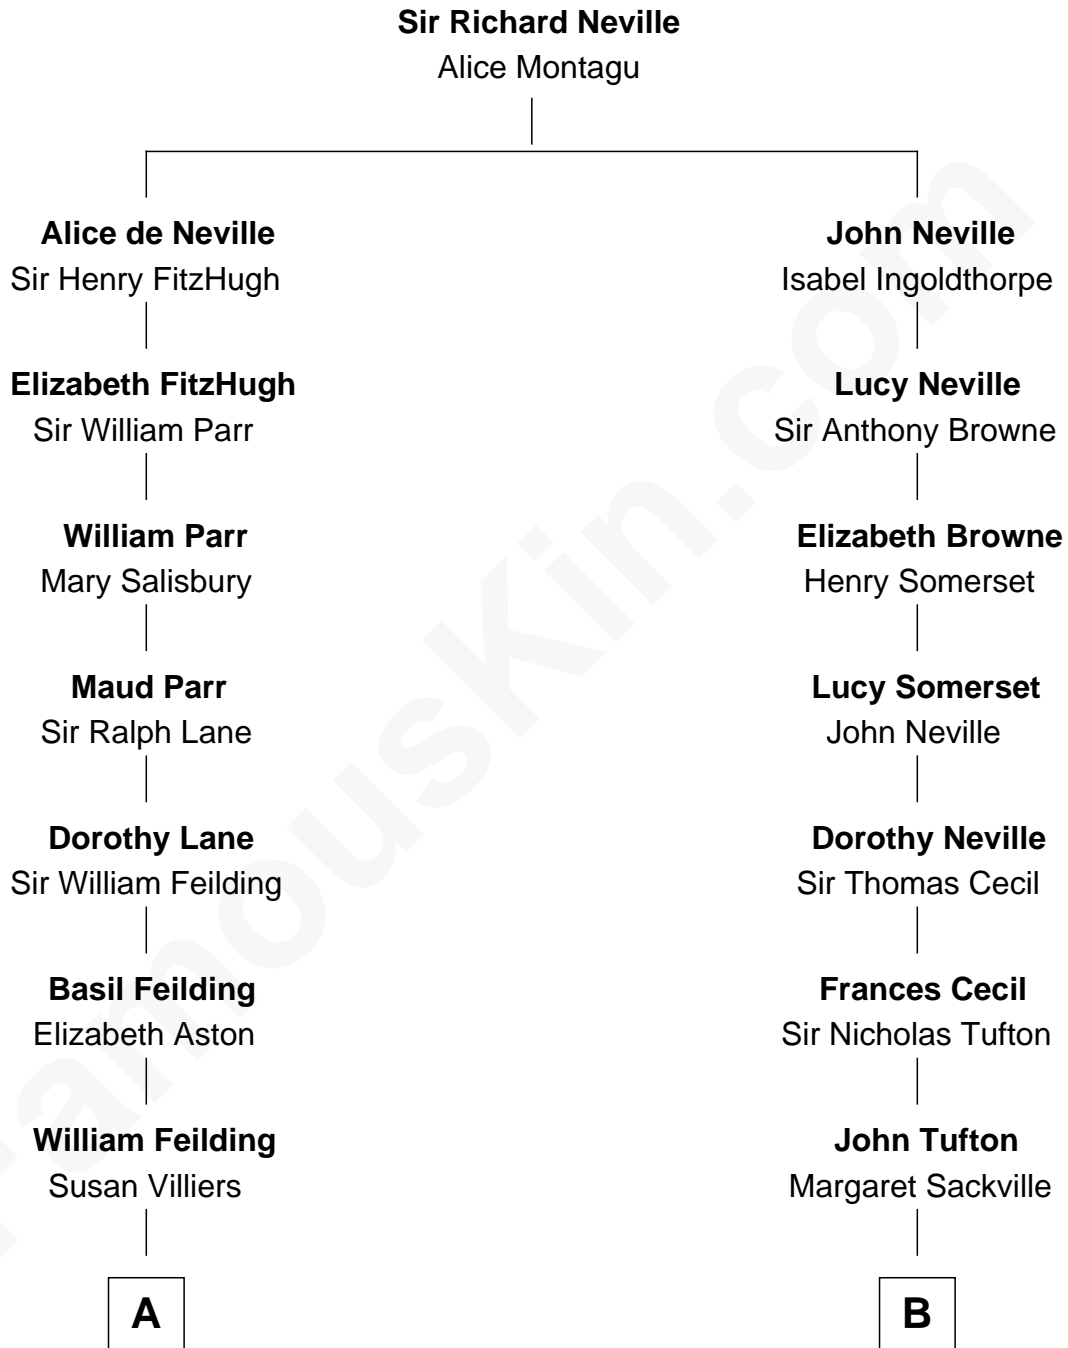 Sir Richard Neville
Alice Montagu
Alice de Neville
Sir Henry FitzHugh
John Neville
Isabel Ingoldthorpe
Elizabeth FitzHugh
Sir William Parr
Lucy Neville
Sir Anthony Browne
William Parr
Mary Salisbury
Elizabeth Browne
Henry Somerset
Maud Parr
Sir Ralph Lane
Lucy Somerset
John Neville
Dorothy Lane
Sir William Feilding
Dorothy Neville
Sir Thomas Cecil
Basil Feilding
Elizabeth Aston
Frances Cecil
Sir Nicholas Tufton
William Feilding
Susan Villiers
John Tufton
Margaret Sackville
A
B
FamousKin.com